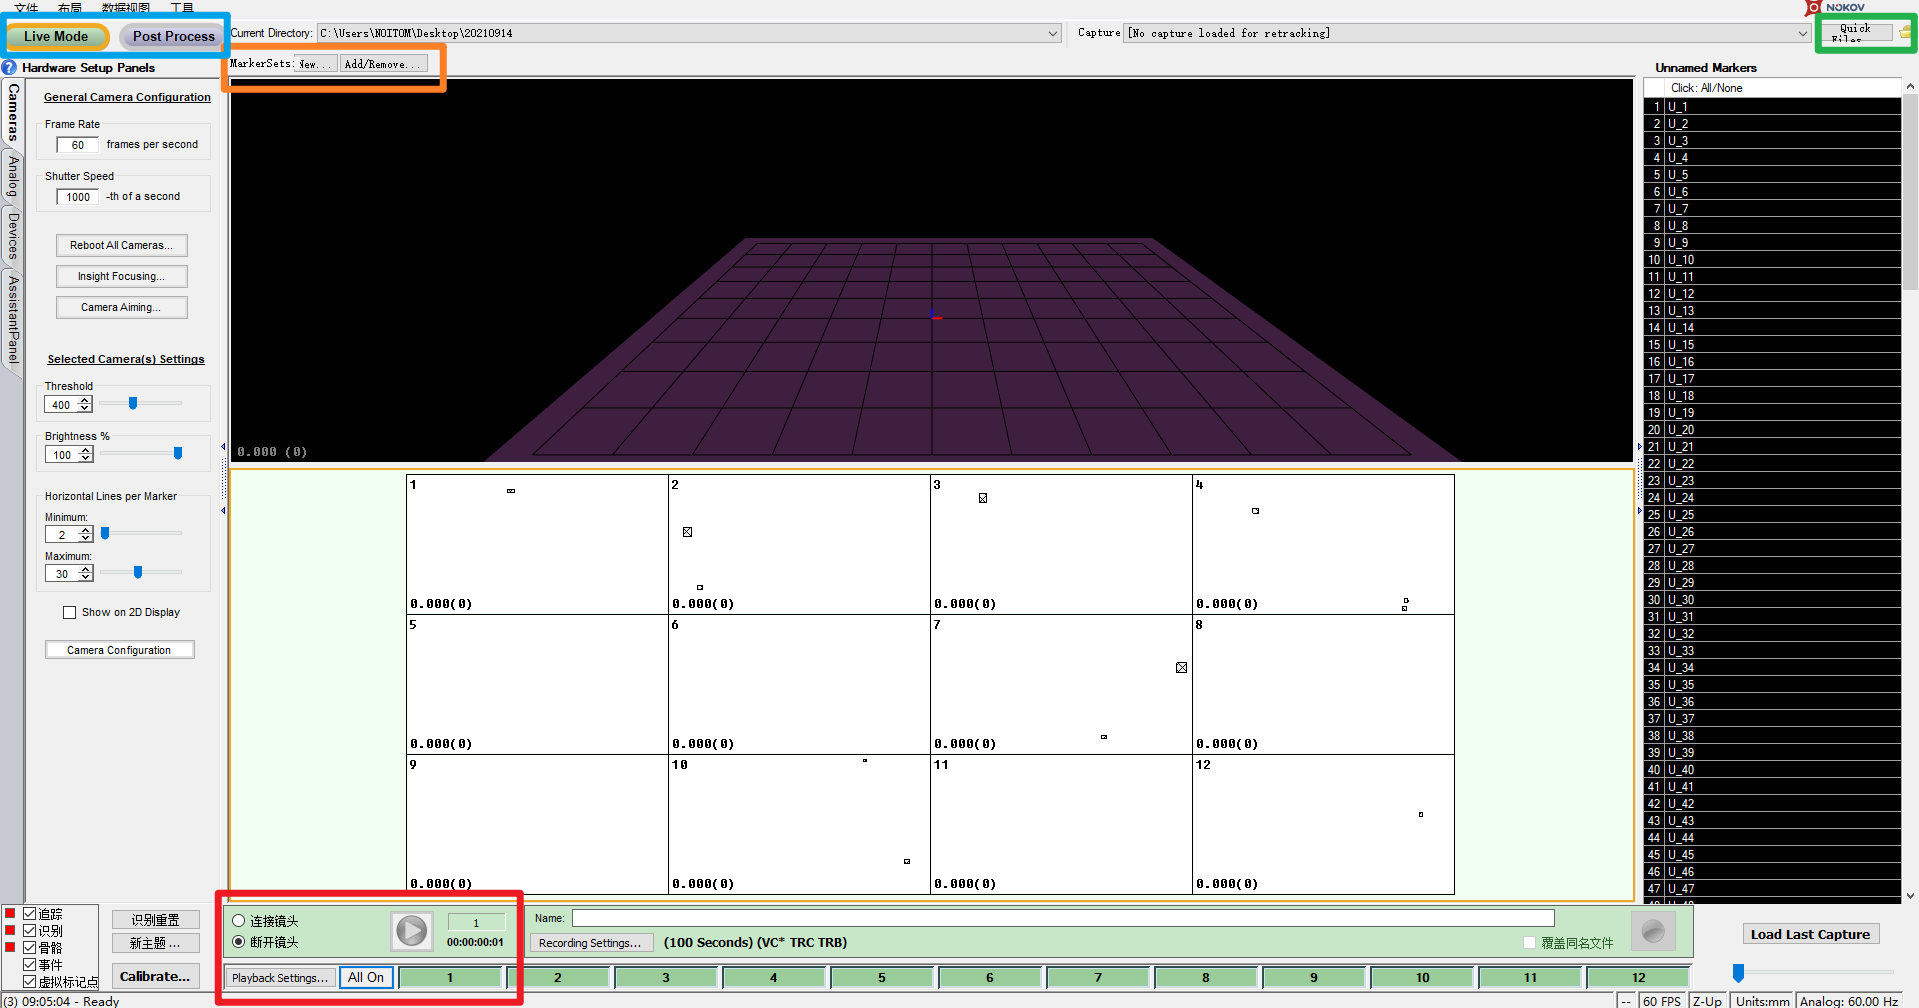 文件 布局 数据视图 工具
NOKOV
Live Mode Post Process Current Directory: C:\Users\NOITOM\Desktop\20210914 Capture [No capture loaded for retracking] Quick Files
Hardware Setup Panels MarkerSets: New... Add/Remove... Unnamed Markers
Cameras
Analog
Devices
AssistantPanel
General Camera Configuration
Frame Rate
60 frames per second
Shutter Speed
1000 -th of a second
Reboot All Cameras...
Insight Focusing...
Camera Aiming...
Selected Camera(s) Settings
Threshold
400
Brightness %
100
Horizontal Lines per Marker
Minimum:
2
Maximum:
30
Show on 2D Display
Camera Configuration
0.000 (0)
1 2 3 4
0.000(0) 0.000(0) 0.000(0) 0.000(0)
5 6 7 8
0.000(0) 0.000(0) 0.000(0) 0.000(0)
9 10 11 12
0.000(0) 0.000(0) 0.000(0) 0.000(0)
Click: All/None
1 U_1
2 U_2
3 U_3
4 U_4
5 U_5
6 U_6
7 U_7
8 U_8
9 U_9
10 U_10
11 U_11
12 U_12
13 U_13
14 U_14
15 U_15
16 U_16
17 U_17
18 U_18
19 U_19
20 U_20
21 U_21
22 U_22
23 U_23
24 U_24
25 U_25
26 U_26
27 U_27
28 U_28
29 U_29
30 U_30
31 U_31
32 U_32
33 U_33
34 U_34
35 U_35
36 U_36
37 U_37
38 U_38
39 U_39
40 U_40
41 U_41
42 U_42
43 U_43
44 U_44
45 U_45
46 U_46
47 U_47
追踪
识别
骨骼
事件
虚拟标记点
识别重置
新主题 ...
Calibrate...
连接镜头
断开镜头
1
00:00:00:01
Name:
Recording Settings... (100 Seconds) (VC* TRC TRB) 覆盖同名文件
Load Last Capture
Playback Settings... All On 1 2 3 4 5 6 7 8 9 10 11 12
(3) 09:05:04 - Ready -- 60 FPS Z-Up Units:mm Analog: 60.00 Hz